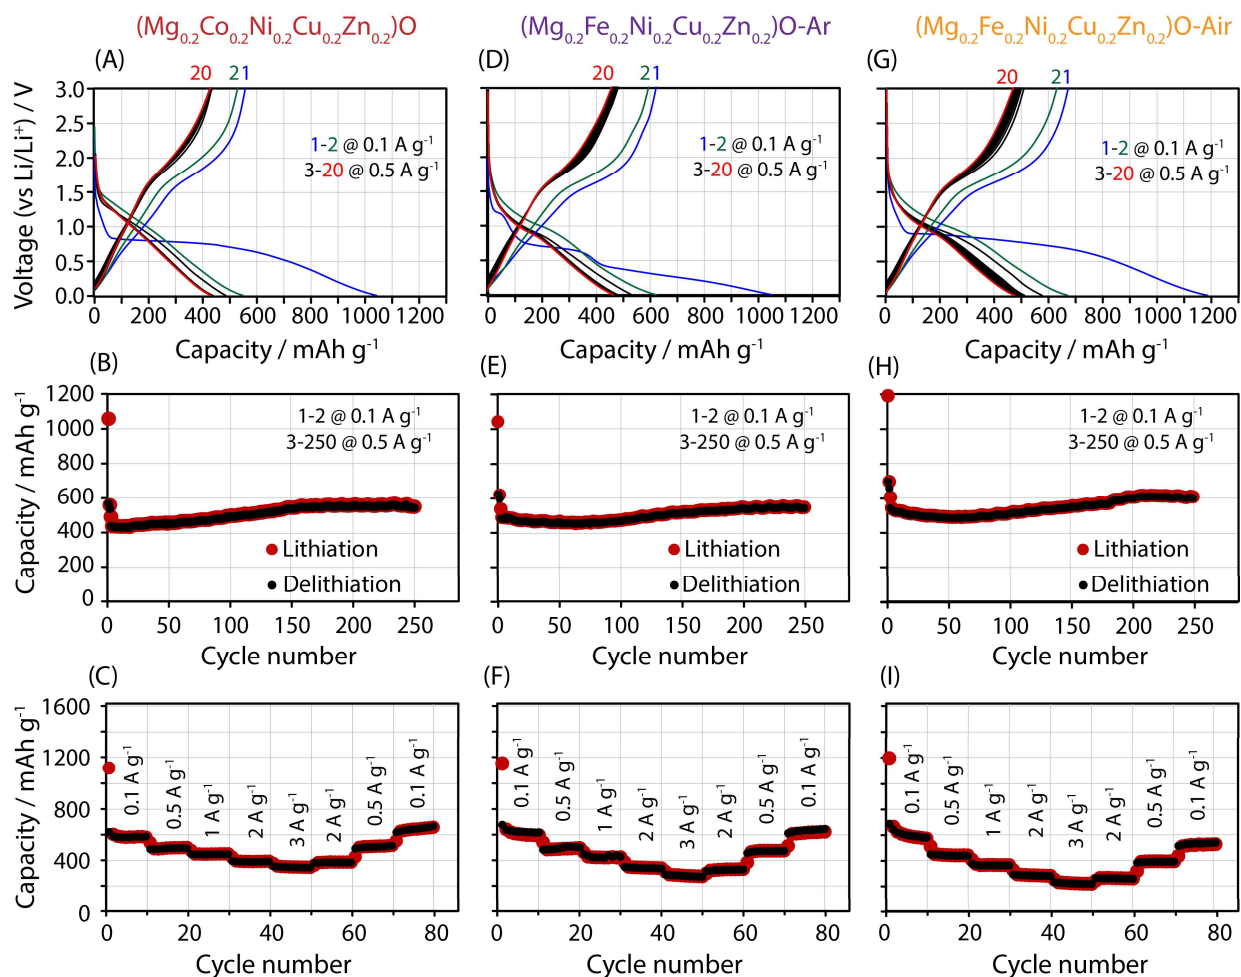 (Mg₀.₂Co₀.₂Ni₀.₂Cu₀.₂Zn₀.₂)O
(Mg₀.₂Fe₀.₂Ni₀.₂Cu₀.₂Zn₀.₂)O-Ar
(Mg₀.₂Fe₀.₂Ni₀.₂Cu₀.₂Zn₀.₂)O-Air
(A)
20 21
Voltage (vs Li/Li⁺) / V
3.0
2.5
2.0
1.5
1.0
0.5
0.0
1-2 @ 0.1 A g⁻¹
3-20 @ 0.5 A g⁻¹
0 200 400 600 800 1000 1200
Capacity / mAh g⁻¹
(D)
20 21
1-2 @ 0.1 A g⁻¹
3-20 @ 0.5 A g⁻¹
0 200 400 600 800 1000 1200
Capacity / mAh g⁻¹
(G)
20 21
1-2 @ 0.1 A g⁻¹
3-20 @ 0.5 A g⁻¹
0 200 400 600 800 1000 1200
Capacity / mAh g⁻¹
(B)
Capacity / mAh g⁻¹
1200
1000
800
600
400
200
0
1-2 @ 0.1 A g⁻¹
3-250 @ 0.5 A g⁻¹
Lithiation
Delithiation
0 50 100 150 200 250
Cycle number
(E)
1-2 @ 0.1 A g⁻¹
3-250 @ 0.5 A g⁻¹
Lithiation
Delithiation
0 50 100 150 200 250
Cycle number
(H)
1-2 @ 0.1 A g⁻¹
3-250 @ 0.5 A g⁻¹
Lithiation
Delithiation
0 50 100 150 200 250
Cycle number
(C)
Capacity / mAh g⁻¹
1600
1200
800
400
0
0.1 A g⁻¹
0.5 A g⁻¹
1 A g⁻¹
2 A g⁻¹
3 A g⁻¹
2 A g⁻¹
0.5 A g⁻¹
0.1 A g⁻¹
0 20 40 60 80
Cycle number
(F)
0.1 A g⁻¹
0.5 A g⁻¹
1 A g⁻¹
2 A g⁻¹
3 A g⁻¹
2 A g⁻¹
0.5 A g⁻¹
0.1 A g⁻¹
0 20 40 60 80
Cycle number
(I)
0.1 A g⁻¹
0.5 A g⁻¹
1 A g⁻¹
2 A g⁻¹
3 A g⁻¹
2 A g⁻¹
0.5 A g⁻¹
0.1 A g⁻¹
0 20 40 60 80
Cycle number